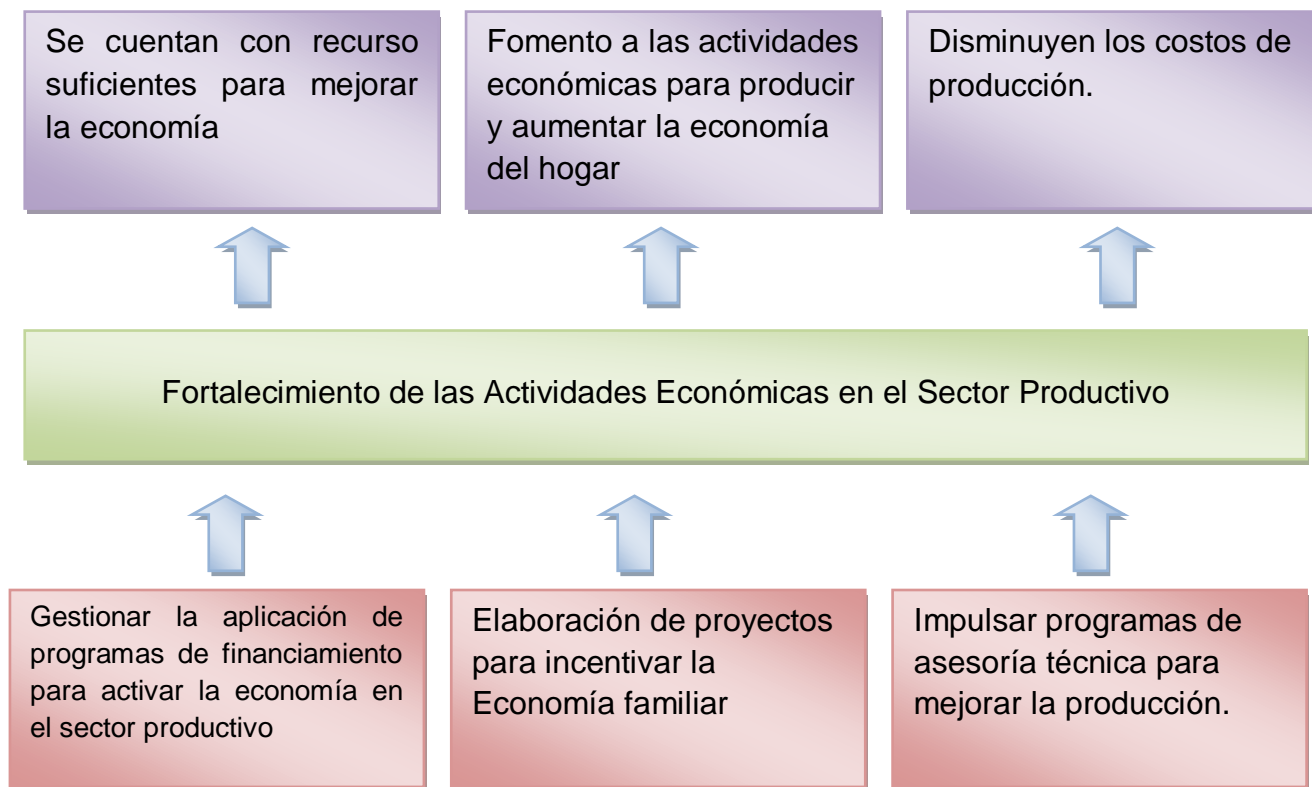 Se cuentan con recurso
suficientes para mejorar
la economía
Fomento a las actividades
económicas para producir
y aumentar la economía
del hogar
Disminuyen los costos de
producción.
Fortalecimiento de las Actividades Económicas en el Sector Productivo
Gestionar la aplicación de
programas de financiamiento
para activar la economía en
el sector productivo
Elaboración de proyectos
para incentivar la
Economía familiar
Impulsar programas de
asesoría técnica para
mejorar la producción.